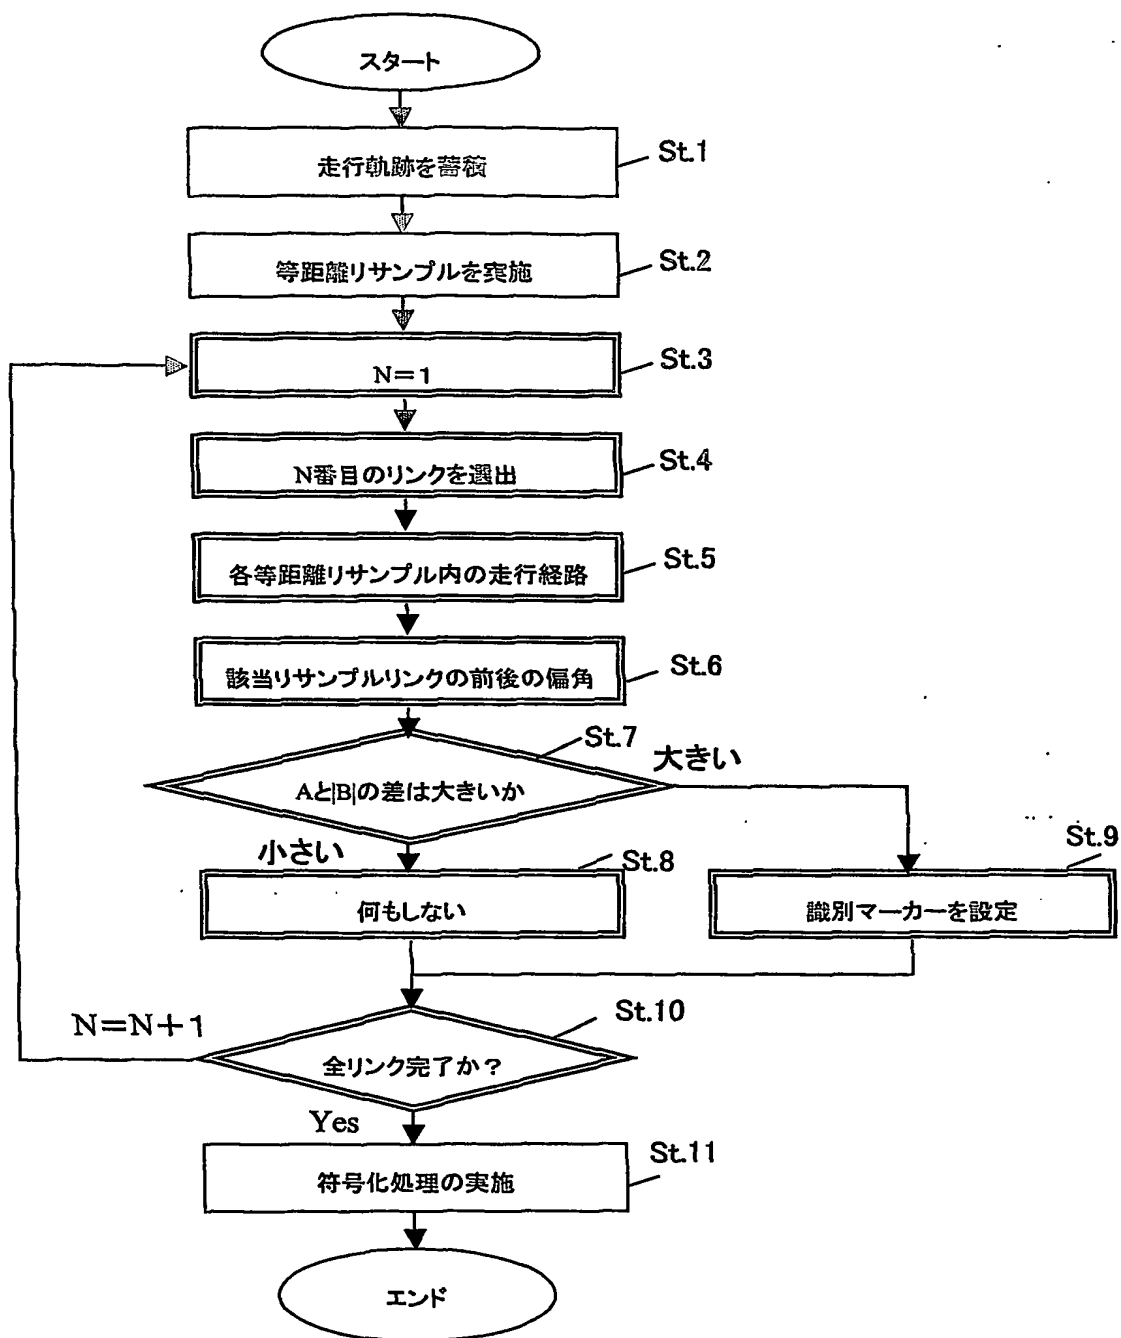 スタート
走行軌跡を蓄積
St.1
等距離リサンプルを実施
St.2
N=1
St.3
N番目のリンクを選出
St.4
各等距離リサンプル内の走行経路
St.5
該当リサンプルリンクの前後の偏角
St.6
Aと|B|の差は大きいか
St.7
大きい
小さい
何もしない
St.8
識別マーカーを設定
St.9
N=N+1
全リンク完了か?
St.10
Yes
符号化処理の実施
St.11
エンド